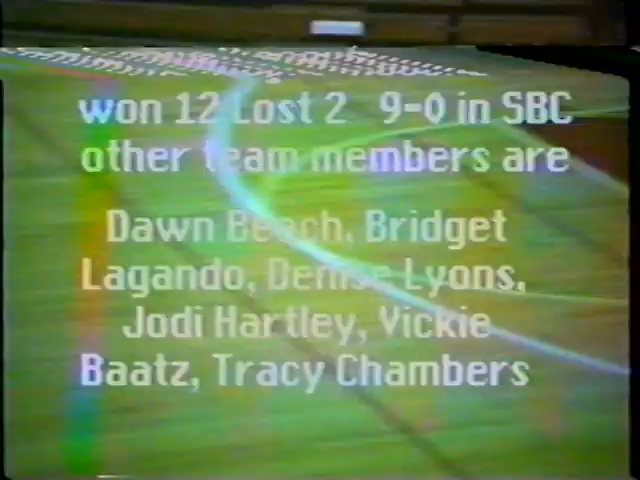 won 12 Lost 2 9-0 in SBC
other team members are
Dawn Beach, Bridget
Lagando, Denise Lyons,
Jodi Hartley, Vickie
Baatz, Tracy Chambers